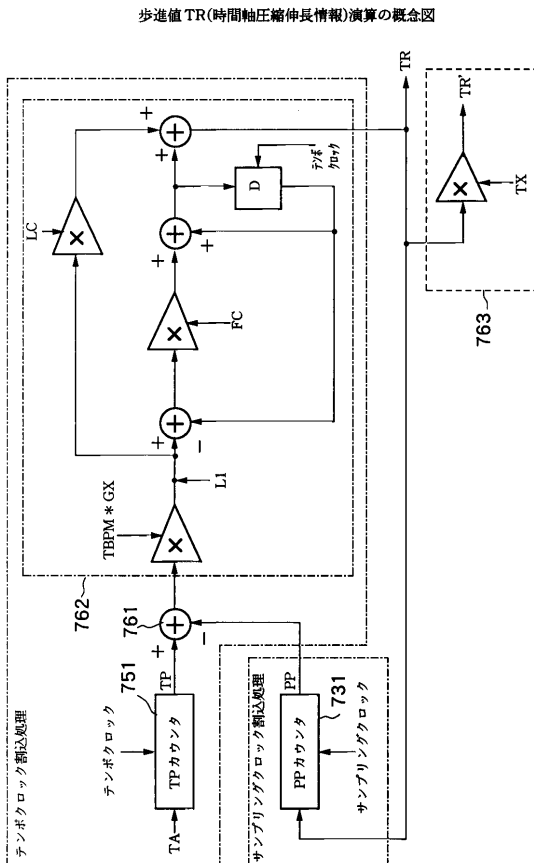 歩進値TR(時間軸圧縮伸長情報)演算の概念図
テンポクロック割込処理
762
LC
×
+
+
+
TR
TBPM*GX
×
L1
+
−
+
FC
×
+
+
+
D
テンポ
クロック
761
+
−
+
TP
751
TPカウンタ
テンポクロック
TA
サンプリングクロック割込処理
PP
731
PPカウンタ
サンプリングクロック
763
×
TR'
TX